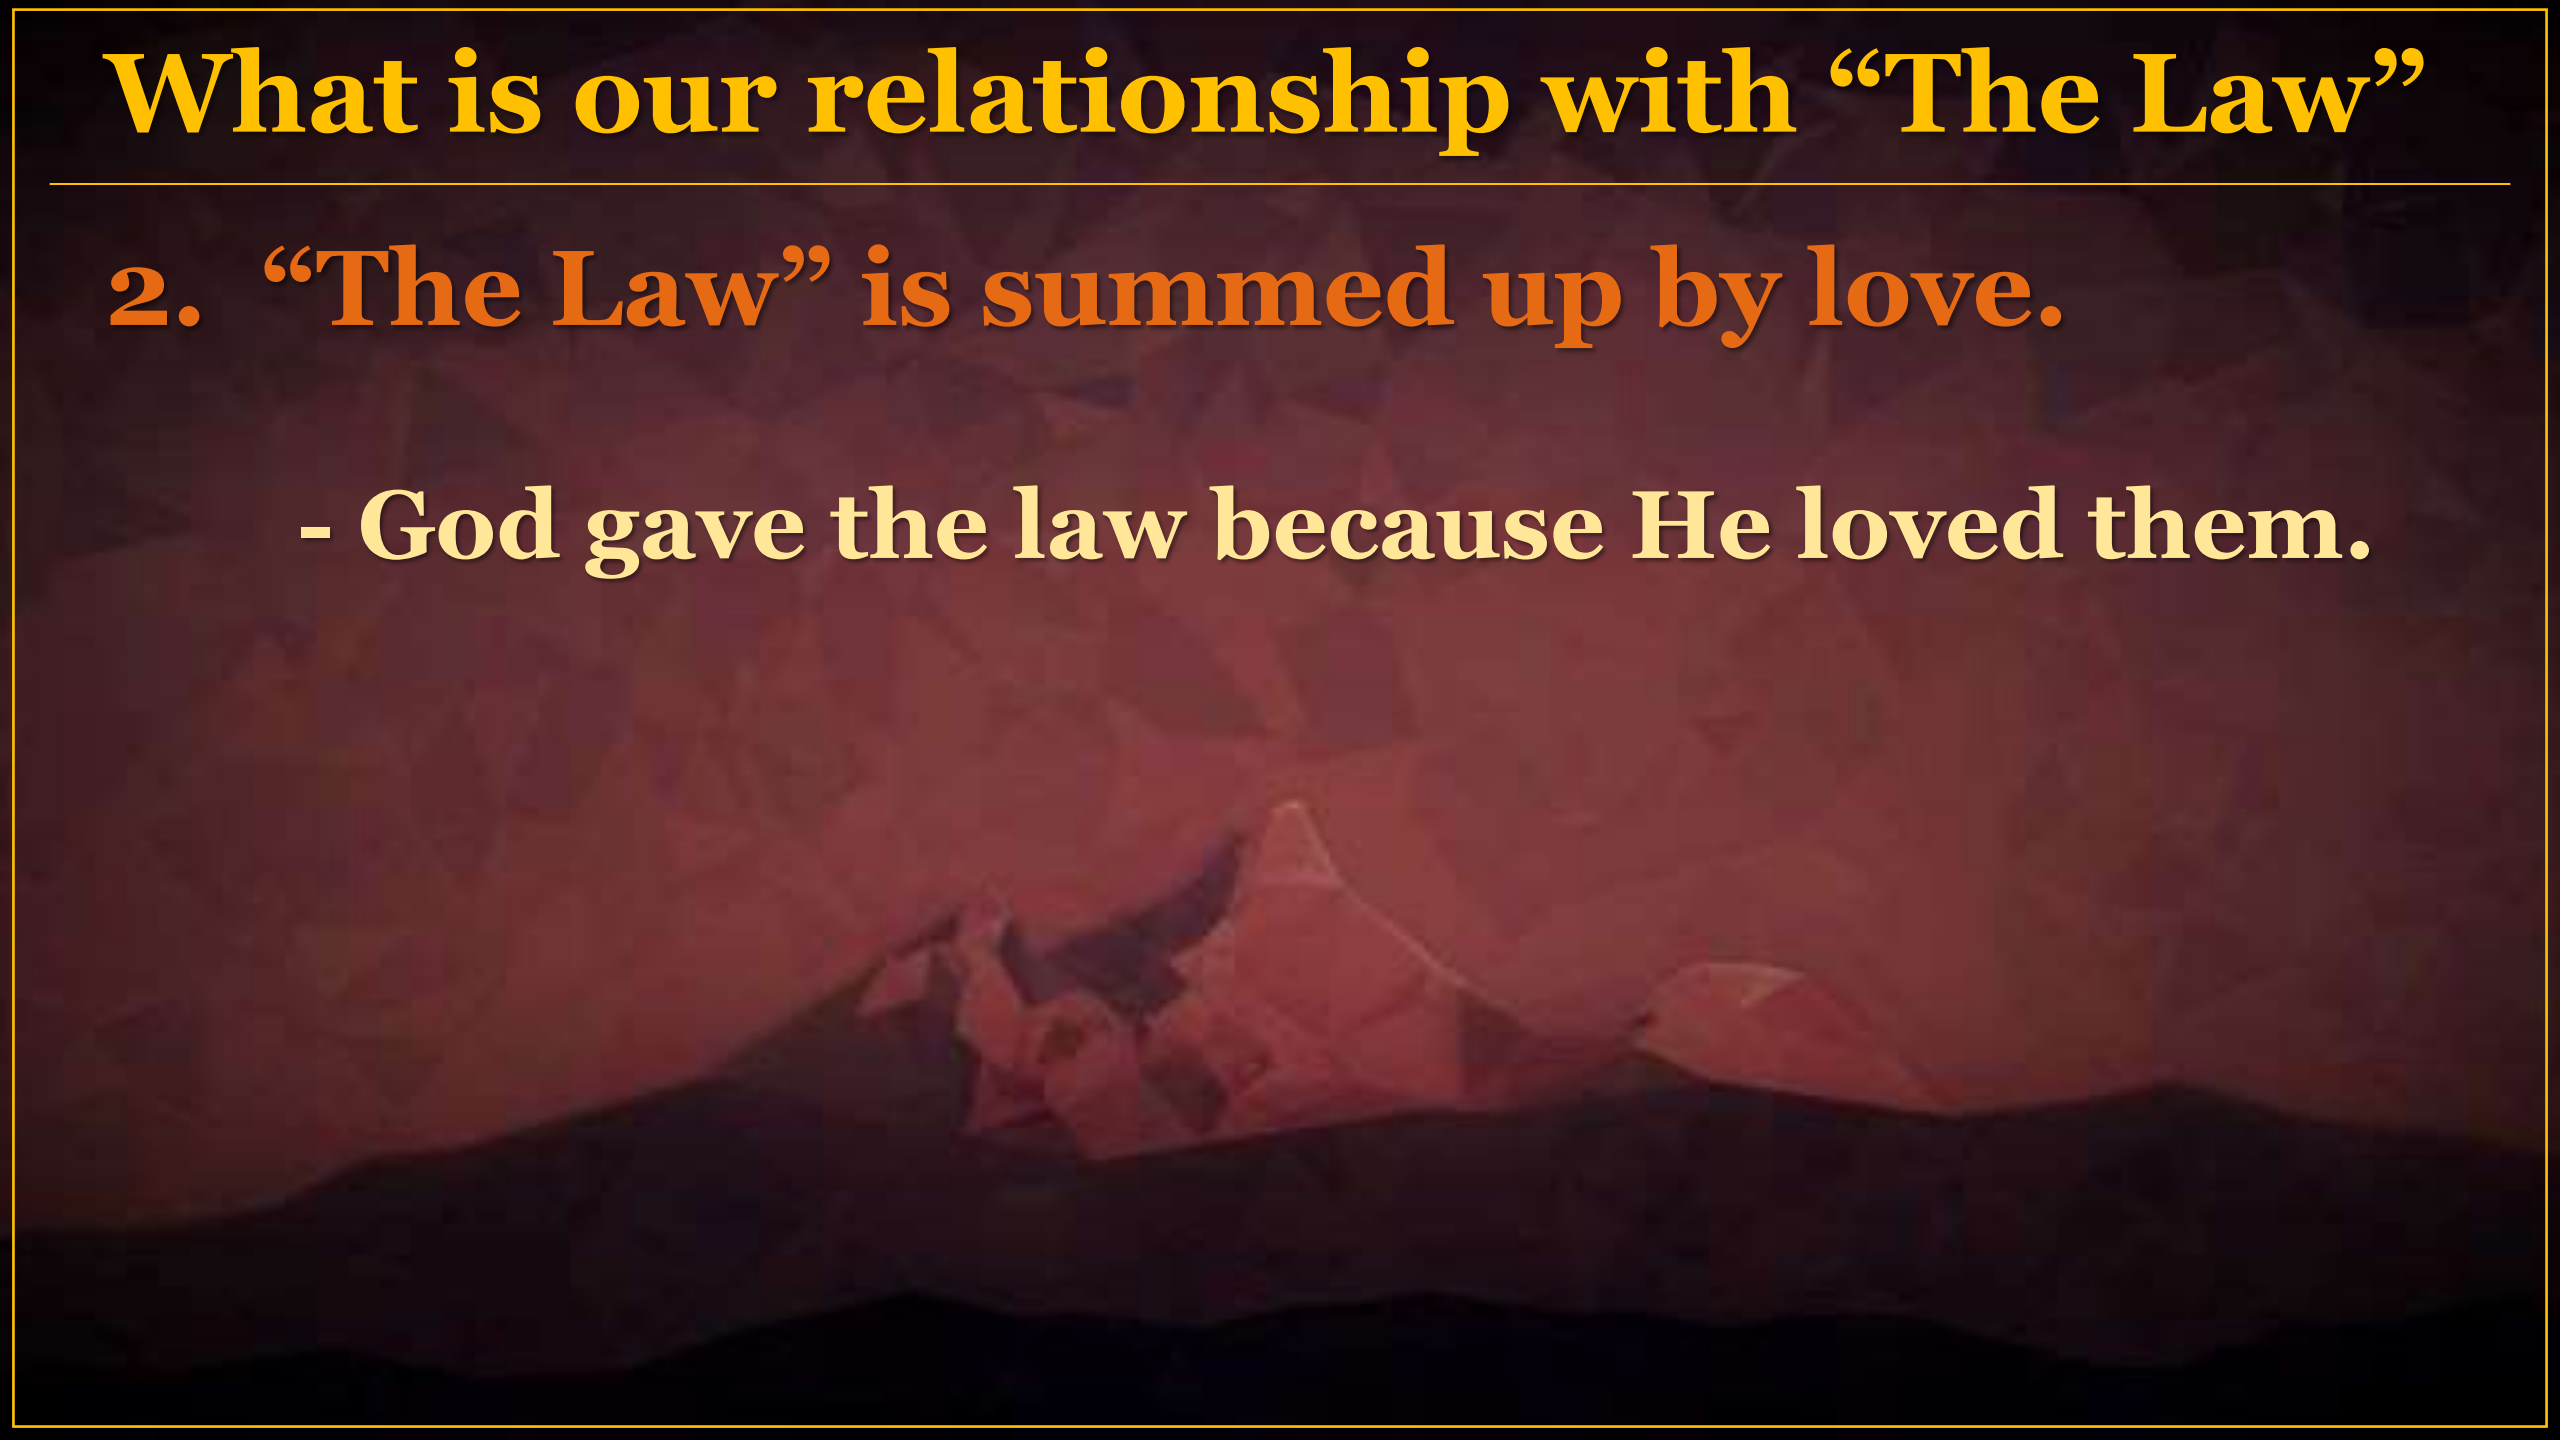 What is our relationship with “The Law”
2. “The Law” is summed up by love.
- God gave the law because He loved them.